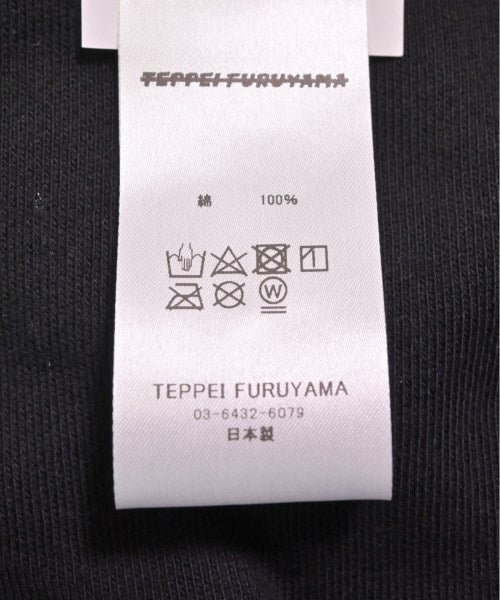 TEPPEI FURUYAMA
綿 100%
W
TEPPEI FURUYAMA
03-6432-6079
日本製